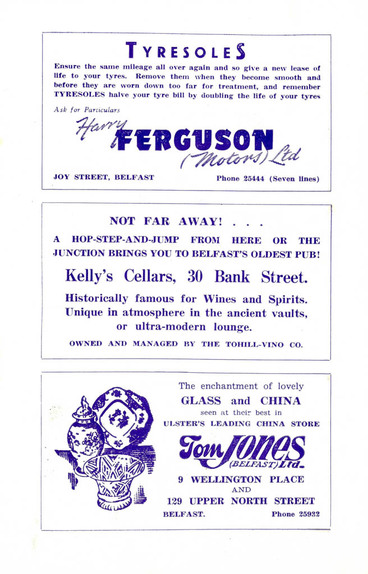 TYRESOLES
Ensure the same mileage all over again and so give a new lease of
life to your tyres. Remove them when they become smooth and
before they are worn down too far for treatment, and remember
TYRESOLES halve your tyre bill by doubling the life of your tyres
Ask for Particulars
Harry
FERGUSON
(Motors) Ltd
JOY STREET, BELFAST Phone 25444 (Seven lines)
NOT FAR AWAY! . . .
A HOP-STEP-AND-JUMP FROM HERE OR THE
JUNCTION BRINGS YOU TO BELFAST'S OLDEST PUB!
Kelly's Cellars, 30 Bank Street.
Historically famous for Wines and Spirits.
Unique in atmosphere in the ancient vaults,
or ultra-modern lounge.
OWNED AND MANAGED BY THE TOHILL-VINO CO.
The enchantment of lovely
GLASS and CHINA
seen at their best in
ULSTER'S LEADING CHINA STORE
Tom JONES
(BELFAST) Ltd.
9 WELLINGTON PLACE
AND
129 UPPER NORTH STREET
BELFAST. Phone 25932